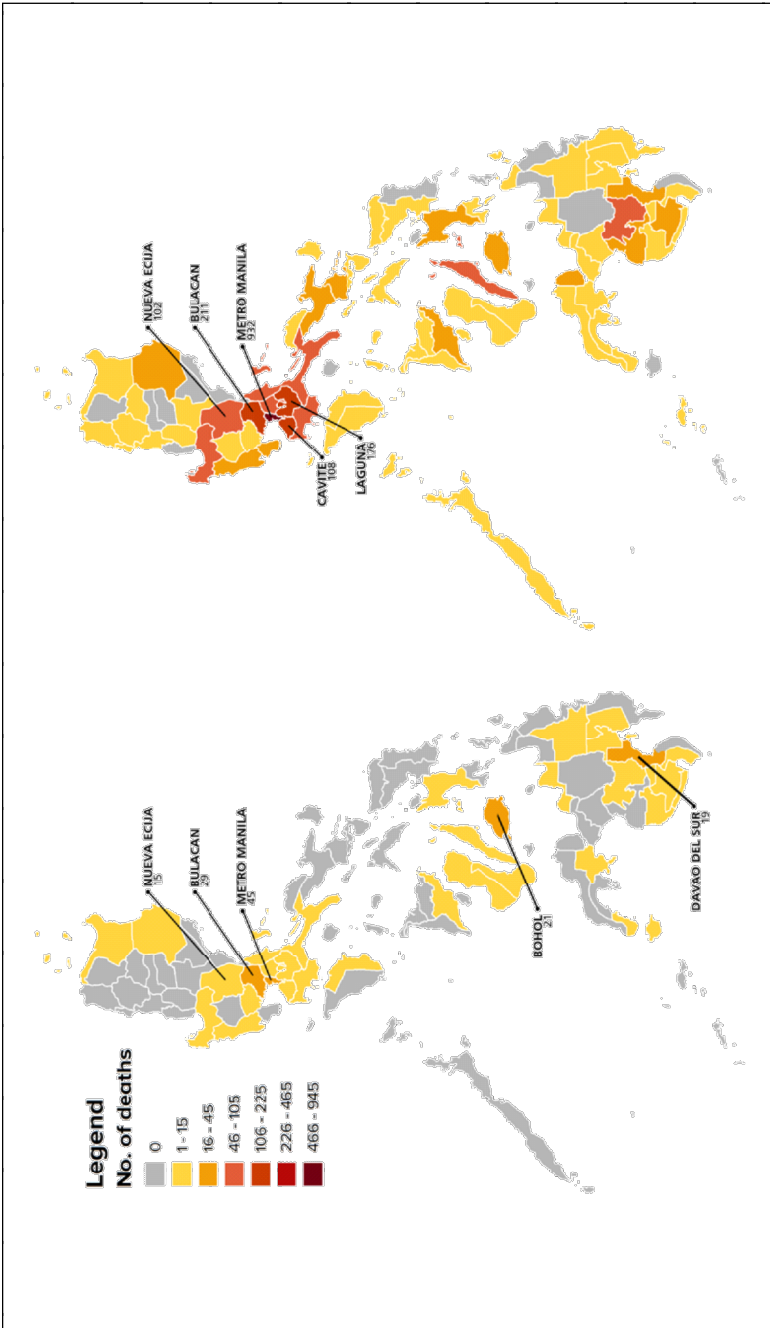 Legend
No. of deaths
0
1 - 15
16 - 45
46 - 105
106 - 225
226 - 465
466 - 945
NUEVA ECIJA
15
BULACAN
29
METRO MANILA
45
BOHOL
21
DAVAO DEL SUR
19
NUEVA ECIJA
102
BULACAN
211
METRO MANILA
932
CAVITE
108
LAGUNA
176